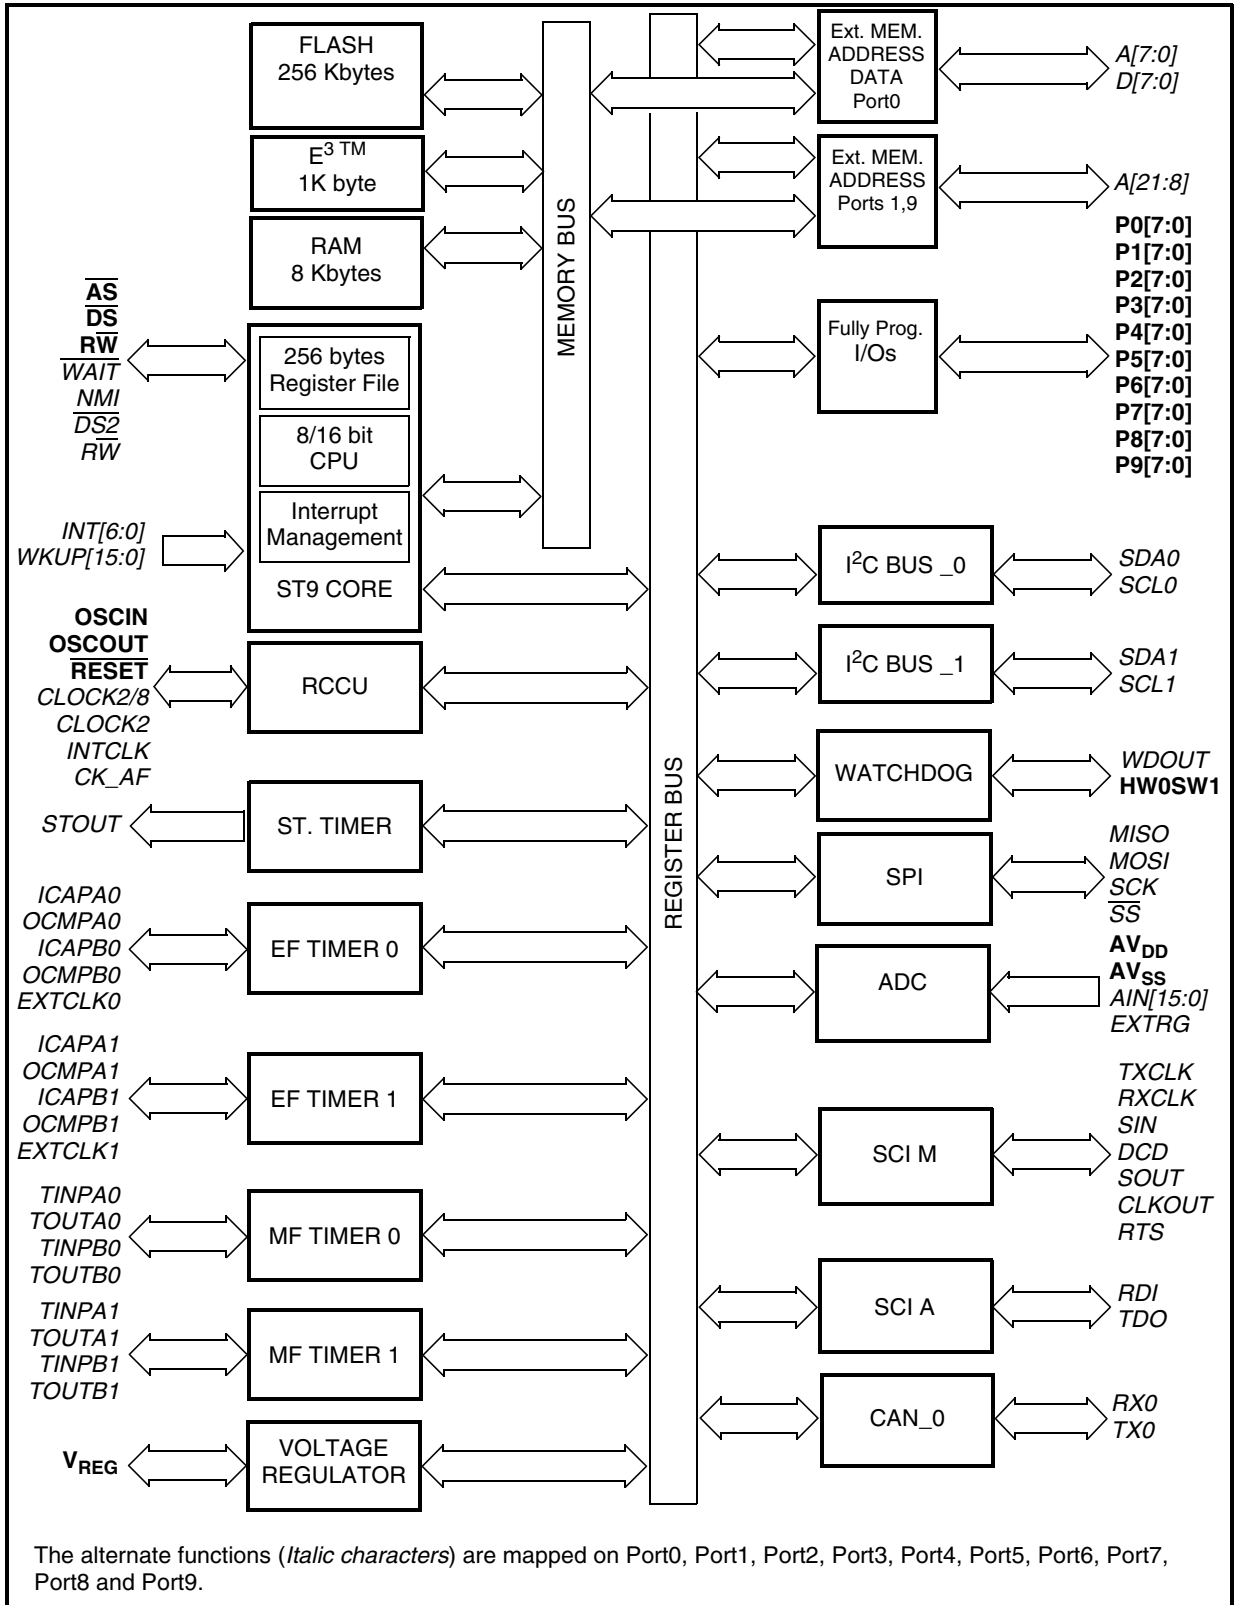 FLASH
256 Kbytes
E3 TM
1K byte
RAM
8 Kbytes
AS
DS
RW
WAIT
NMI
DS2
RW
256 bytes
Register File
8/16 bit
CPU
Interrupt
Management
ST9 CORE
INT[6:0]
WKUP[15:0]
OSCIN
OSCOUT
RESET
CLOCK2/8
CLOCK2
INTCLK
CK_AF
RCCU
STOUT
ST. TIMER
ICAPA0
OCMPA0
ICAPB0
OCMPB0
EXTCLK0
EF TIMER 0
ICAPA1
OCMPA1
ICAPB1
OCMPB1
EXTCLK1
EF TIMER 1
TINPA0
TOUTA0
TINPB0
TOUTB0
MF TIMER 0
TINPA1
TOUTA1
TINPB1
TOUTB1
MF TIMER 1
VREG
VOLTAGE
REGULATOR
MEMORY BUS
REGISTER BUS
Ext. MEM.
ADDRESS
DATA
Port0
A[7:0]
D[7:0]
Ext. MEM.
ADDRESS
Ports 1,9
A[21:8]
Fully Prog.
I/Os
P0[7:0]
P1[7:0]
P2[7:0]
P3[7:0]
P4[7:0]
P5[7:0]
P6[7:0]
P7[7:0]
P8[7:0]
P9[7:0]
I2C BUS _0
SDA0
SCL0
I2C BUS _1
SDA1
SCL1
WATCHDOG
WDOUT
HW0SW1
SPI
MISO
MOSI
SCK
SS
ADC
AVDD
AVSS
AIN[15:0]
EXTRG
SCI M
TXCLK
RXCLK
SIN
DCD
SOUT
CLKOUT
RTS
SCI A
RDI
TDO
CAN_0
RX0
TX0
The alternate functions (Italic characters) are mapped on Port0, Port1, Port2, Port3, Port4, Port5, Port6, Port7,
Port8 and Port9.